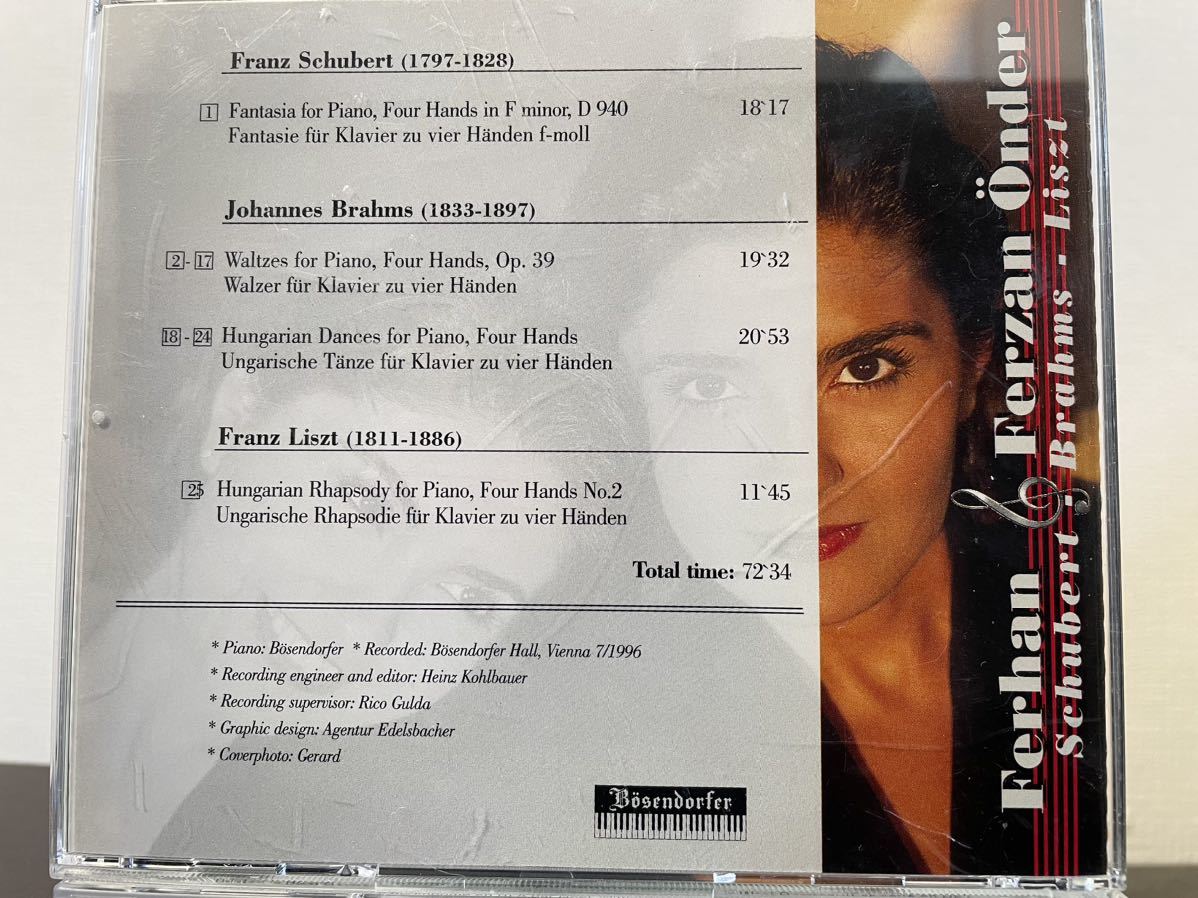 Franz Schubert (1797-1828)
1 Fantasia for Piano, Four Hands in F minor, D 940 18`17
Fantasie für Klavier zu vier Händen f-moll
Johannes Brahms (1833-1897)
2 - 17 Waltzes for Piano, Four Hands, Op. 39 19`32
Walzer für Klavier zu vier Händen
18 - 24 Hungarian Dances for Piano, Four Hands 20`53
Ungarische Tänze für Klavier zu vier Händen
Franz Liszt (1811-1886)
25 Hungarian Rhapsody for Piano, Four Hands No.2 11`45
Ungarische Rhapsodie für Klavier zu vier Händen
Total time: 72`34
* Piano: Bösendorfer * Recorded: Bösendorfer Hall, Vienna 7/1996
* Recording engineer and editor: Heinz Kohlbauer
* Recording supervisor: Rico Gulda
* Graphic design: Agentur Edelsbacher
* Coverphoto: Gerard
Bösendorfer
Ferhan & Ferzan Önder
Schubert - Brahms - Liszt